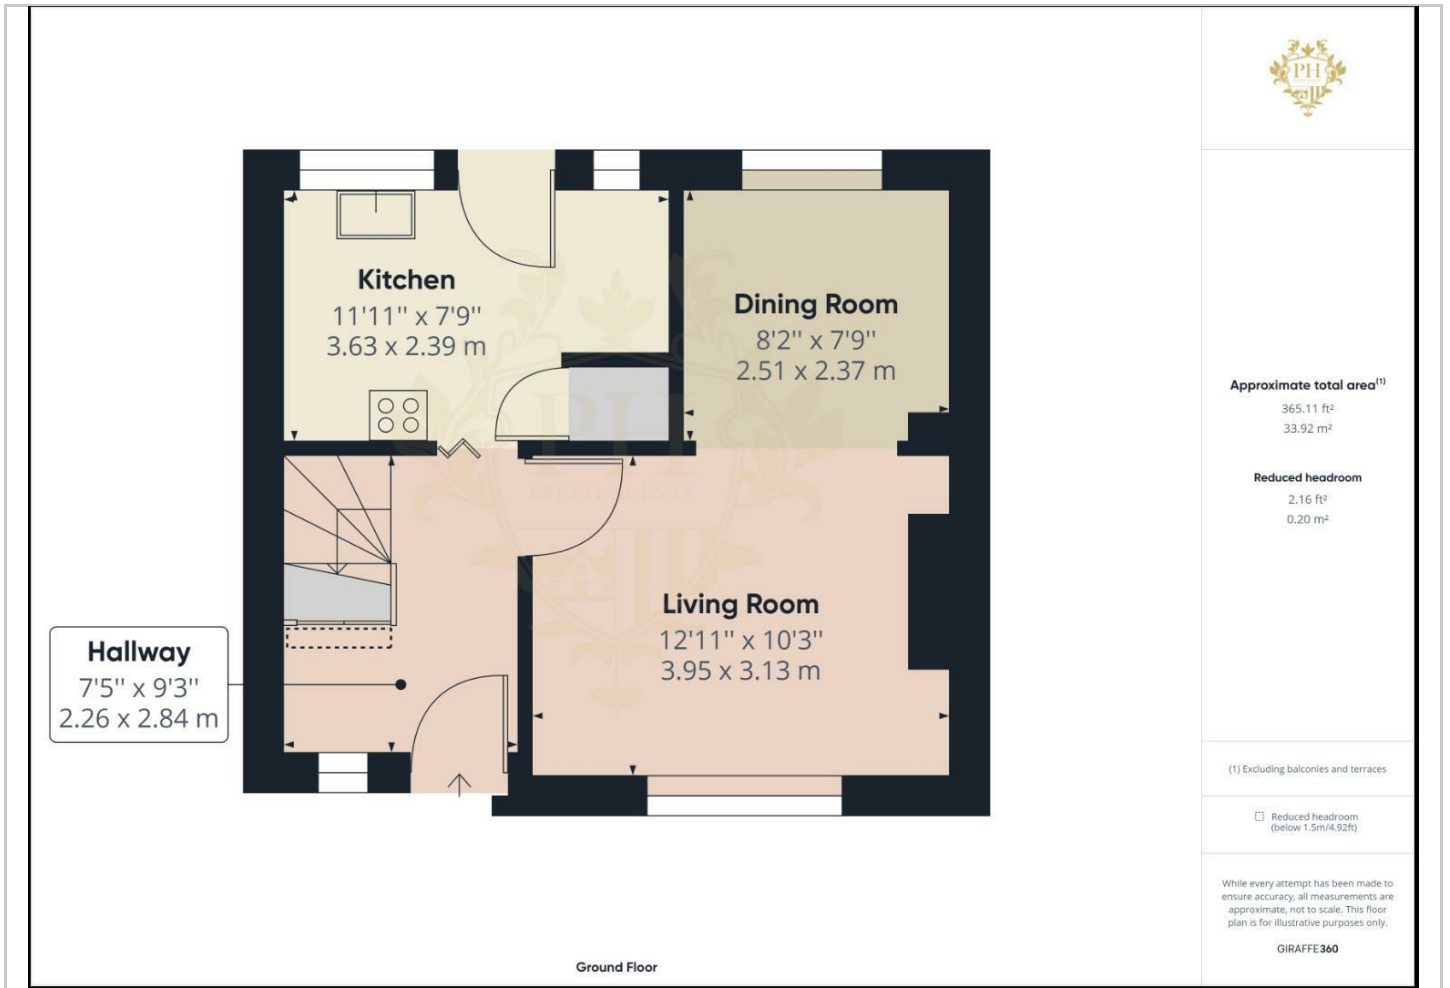 PH
Kitchen
11'11" x 7'9"
3.63 x 2.39 m
Dining Room
8'2" x 7'9"
2.51 x 2.37 m
PH
ESTATE AGENTS
Living Room
12'11" x 10'3"
3.95 x 3.13 m
Hallway
7'5" x 9'3"
2.26 x 2.84 m
Ground Floor
Approximate total area(1)
365.11 ft²
33.92 m²
Reduced headroom
2.16 ft²
0.20 m²
(1) Excluding balconies and terraces
Reduced headroom
(below 1.5m/4.92ft)
While every attempt has been made to
ensure accuracy, all measurements are
approximate, not to scale. This floor
plan is for illustrative purposes only.
GIRAFFE360